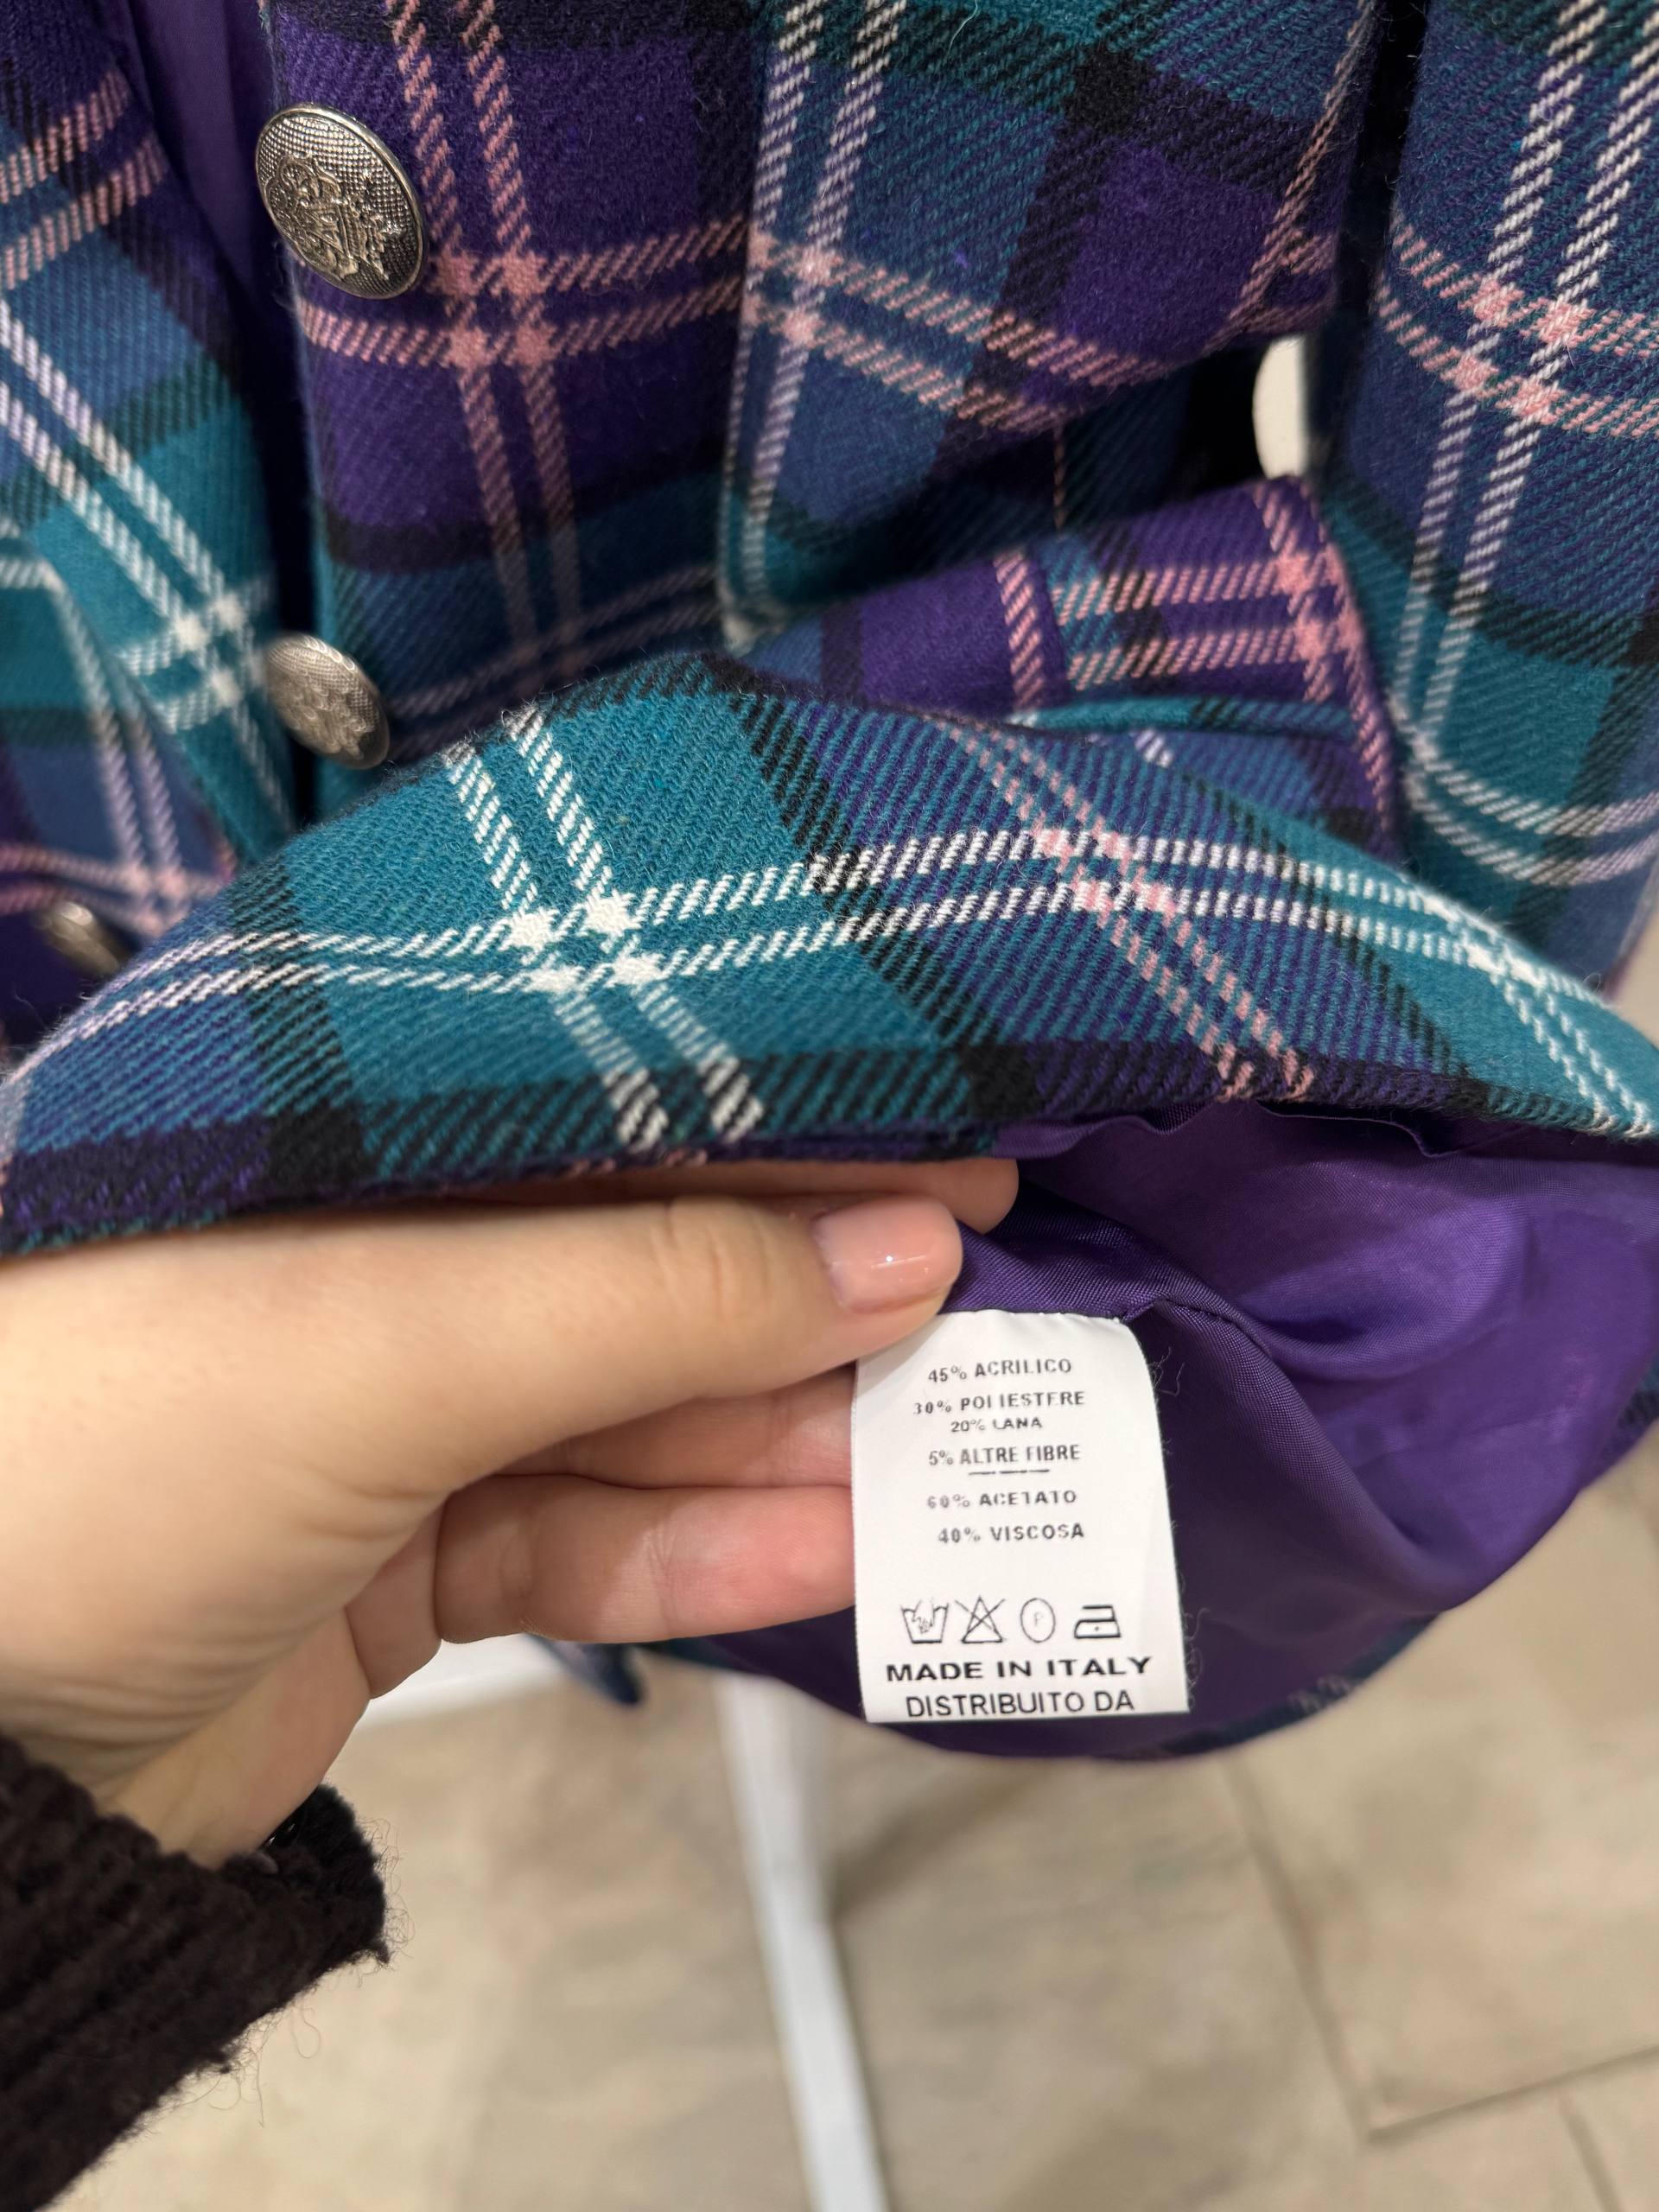 45% ACRILICO
30% POLIESTERE
20% LANA
5% ALTRE FIBRE
60% ACETATO
40% VISCOSA
P
MADE IN ITALY
DISTRIBUITO DA